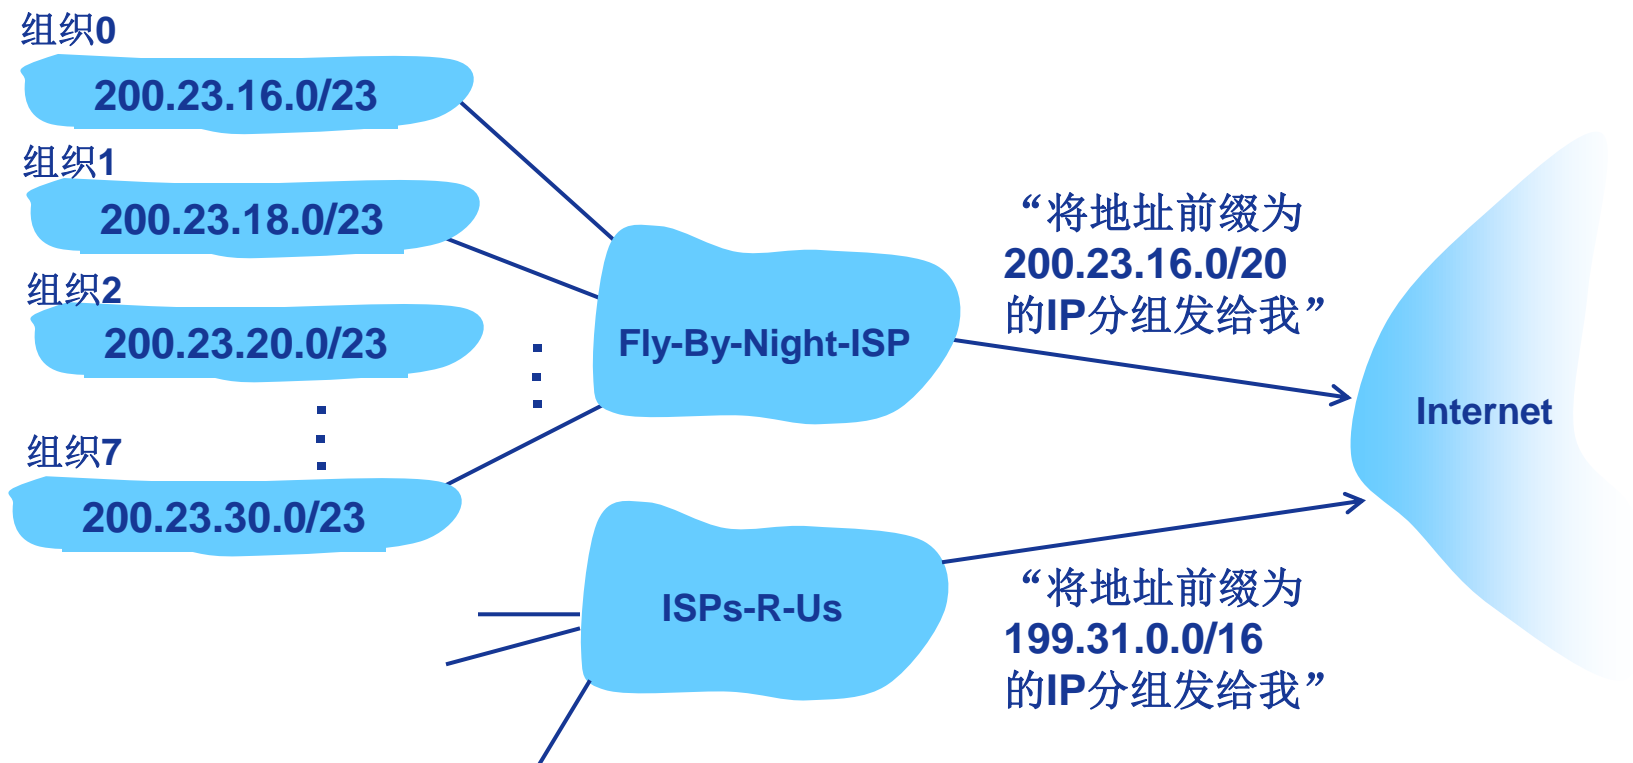 组织0
200.23.16.0/23
组织1
200.23.18.0/23
组织2
200.23.20.0/23
组织7
200.23.30.0/23
Fly-By-Night-ISP
“将地址前缀为
200.23.16.0/20
的IP分组发给我”
Internet
ISPs-R-Us
“将地址前缀为
199.31.0.0/16
的IP分组发给我”